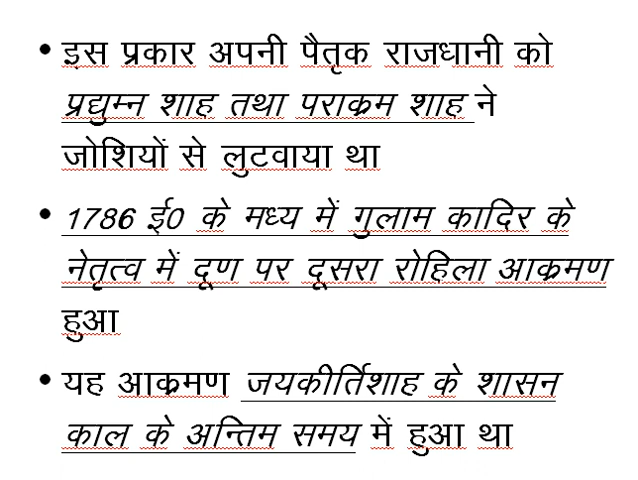 • इस प्रकार अपनी पैतृक राजधानी को
प्रद्युम्न शाह तथा पराक्रम शाह ने
जोशियों से लुटवाया था
• 1786 ई0 के मध्य में गुलाम कादिर के
नेतृत्व में दूण पर दूसरा रोहिला आक्रमण
हुआ
• यह आक्रमण जयकीर्तिशाह के शासन
काल के अन्तिम समय में हुआ था